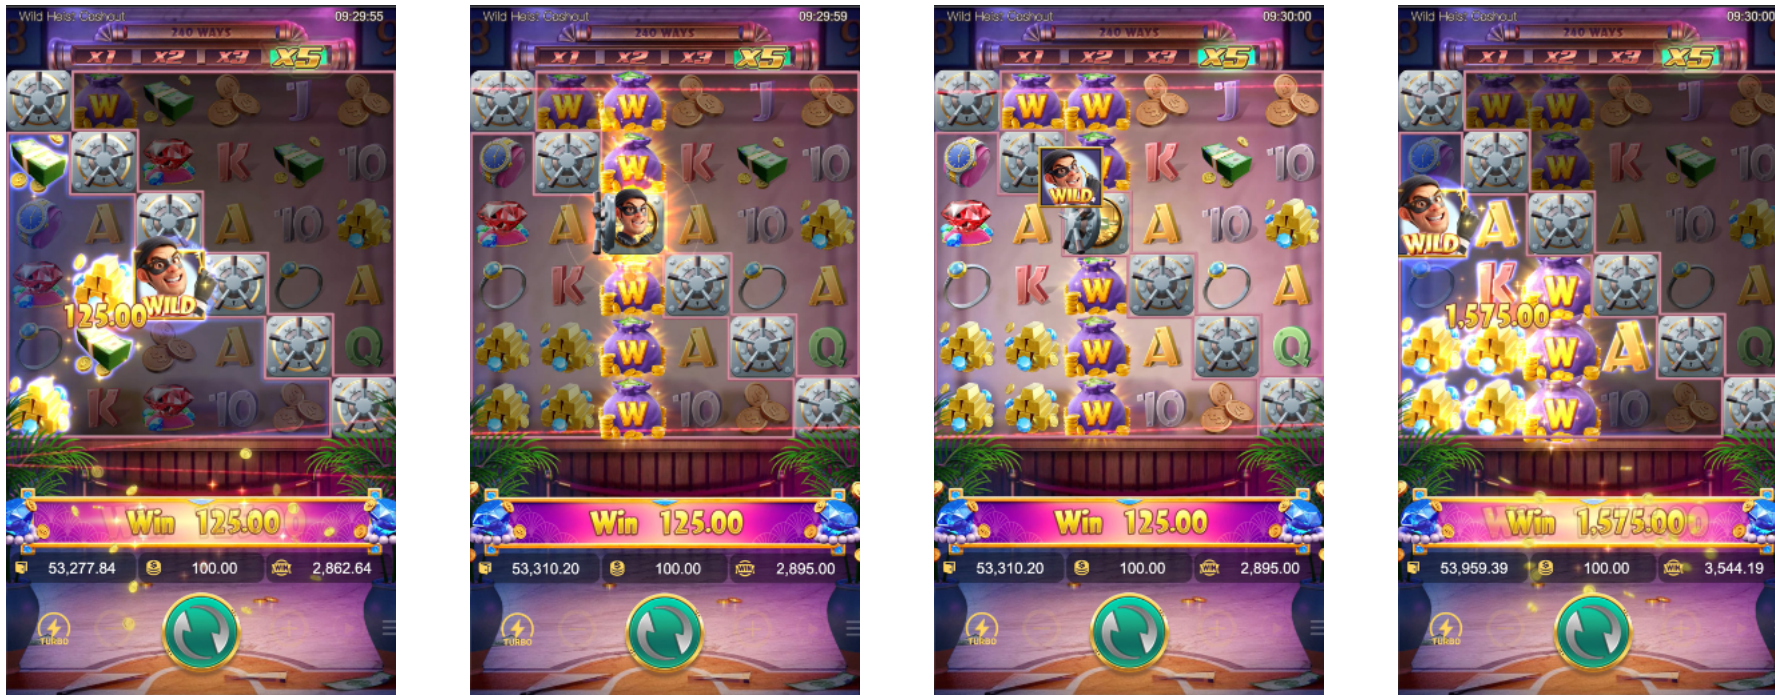 Wild Heist Cashout 09:29:55
240 WAYS
x1 x2 x3 x5
W J
K 10
A A 10
WILD A
125.00
A Q
K 10
Win 125.00
53,277.84 100.00 2,862.64
TURBO
Wild Heist Cashout 09:29:59
240 WAYS
x1 x2 x3 x5
W W J
W K 10
A A 10
K W A
W A Q
W 10
Win 125.00
53,310.20 100.00 2,895.00
TURBO
Wild Heist Cashout 09:30:00
240 WAYS
x1 x2 x3 x5
W W J
WILD K 10
A A 10
K W A
W A Q
W 10
Win 125.00
53,310.20 100.00 2,895.00
TURBO
Wild Heist Cashout 09:30:00
240 WAYS
x1 x2 x3 x5
W W J
W K 10
WILD A A 10
K W A
1,575.00
W A Q
W 10
Win 1,575.00
53,959.39 100.00 3,544.19
TURBO